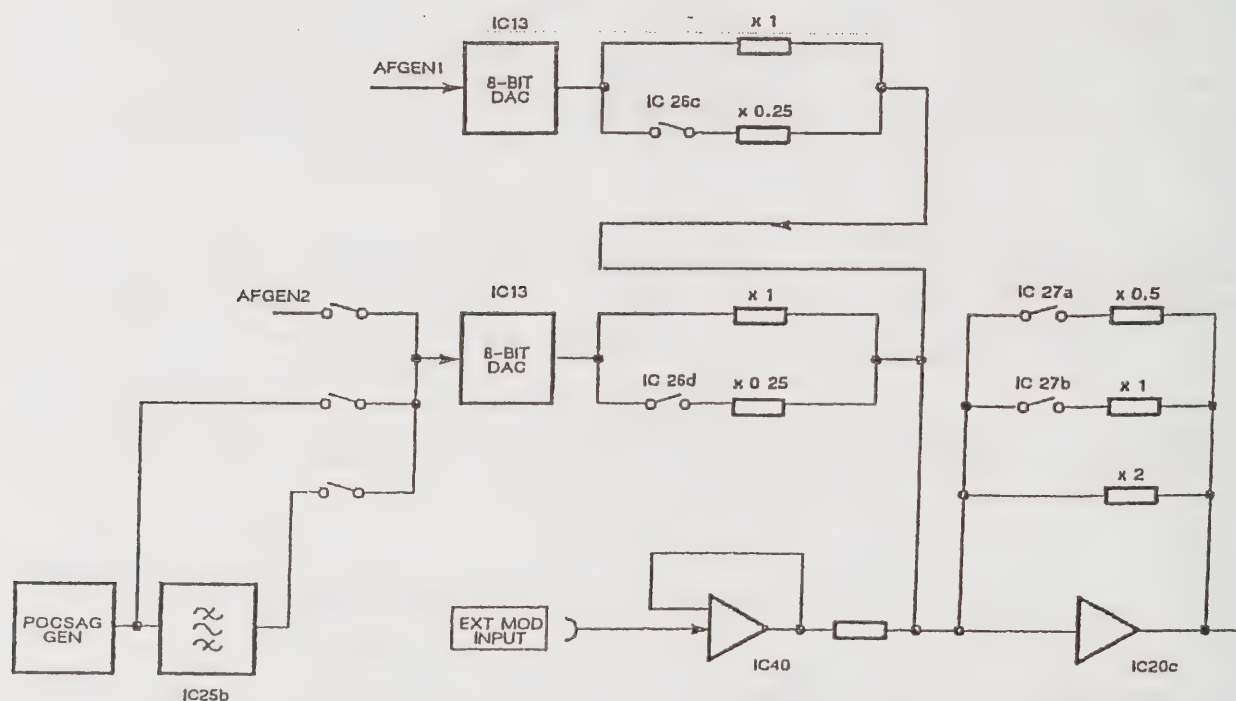 IC13
x 1
AFGEN1
8-BIT
DAC
IC 26c
x 0.25
IC13
AFGEN2
8-BIT
DAC
x 1
IC 26d
x 0 25
IC 27a
x 0.5
IC 27b
x 1
x 2
POCSAG
GEN
IC25b
EXT MOD
INPUT
IC40
IC20c